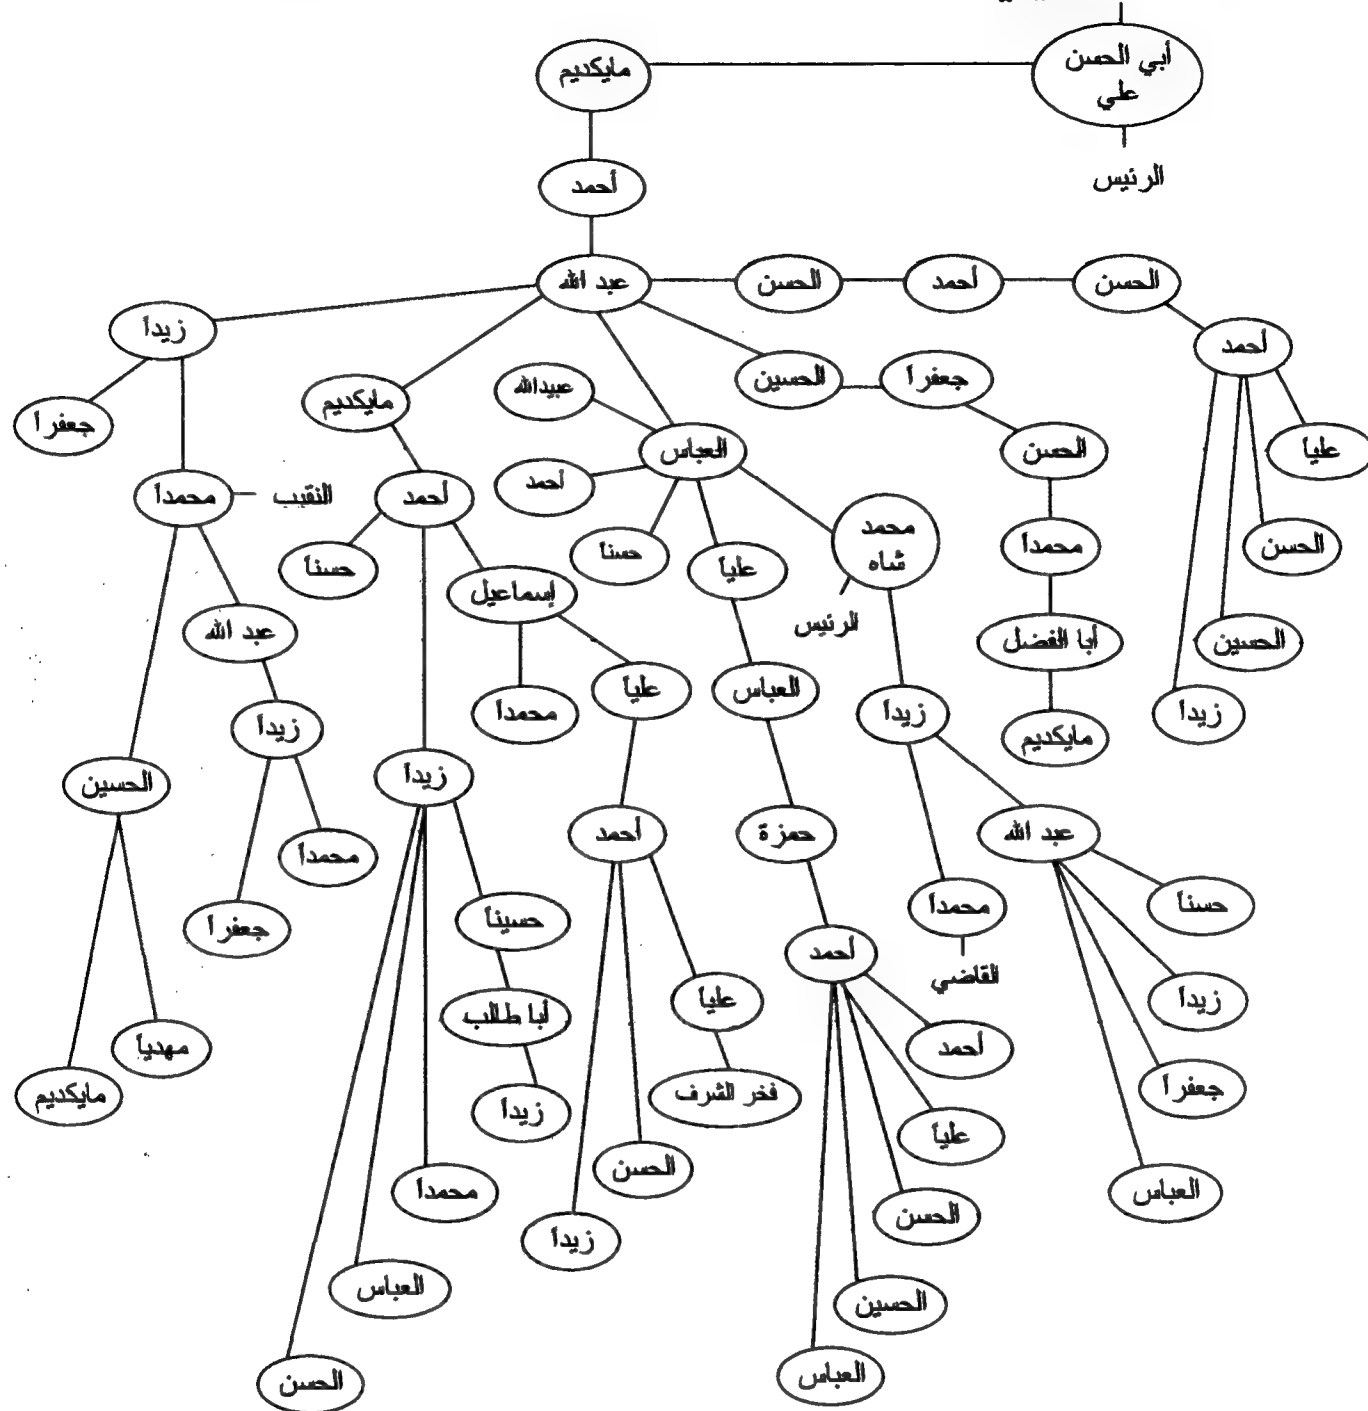 أبي الحسن
علي
مايكديم
الرئيس
أحمد
عبد الله
الحسن
أحمد
الحسن
زيداً
أحمد
الحسين
جعفراً
عبيدالله
مايكديم
جعفراً
العباس
الحسن
علياً
أحمد
محمداً
النقيب
أحمد
محمد
شاه
محمداً
الحسن
حسناً
علياً
حسناً
إسماعيل
الرئيس
عبد الله
أبا الفضل
الحسين
علياً
العباس
محمداً
زيداً
زيداً
زيداً
مايكديم
الحسين
زيداً
أحمد
حمزة
عبد الله
محمداً
حسيناً
محمداً
حسناً
جعفراً
أحمد
القاضي
علياً
زيداً
أبا طالب
مهدياً
أحمد
مايكديم
فخر الشرف
جعفراً
زيداً
علياً
الحسن
محمداً
العباس
الحسن
زيداً
العباس
الحسين
العباس
الحسن